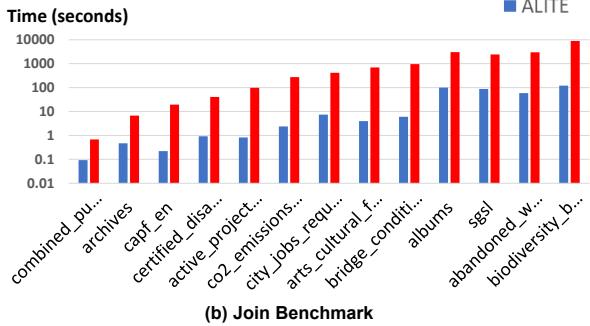 Time (seconds)
ALITE
10000
1000
100
10
1
0.1
0.01
combined_pu...
archives
capf_en
certified_disa...
active_project...
co2_emissions...
city_jobs_requ...
arts_cultural_f...
bridge_conditi...
albums
sgsl
abandoned_w...
biodiversity_b...
(b) Join Benchmark